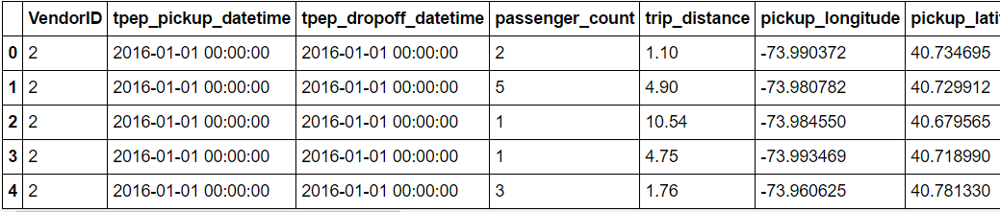 VendorID tpep_pickup_datetime tpep_dropoff_datetime passenger_count trip_distance pickup_longitude pickup_lati
0 2 2016-01-01 00:00:00 2016-01-01 00:00:00 2 1.10 -73.990372 40.734695
1 2 2016-01-01 00:00:00 2016-01-01 00:00:00 5 4.90 -73.980782 40.729912
2 2 2016-01-01 00:00:00 2016-01-01 00:00:00 1 10.54 -73.984550 40.679565
3 2 2016-01-01 00:00:00 2016-01-01 00:00:00 1 4.75 -73.993469 40.718990
4 2 2016-01-01 00:00:00 2016-01-01 00:00:00 3 1.76 -73.960625 40.781330